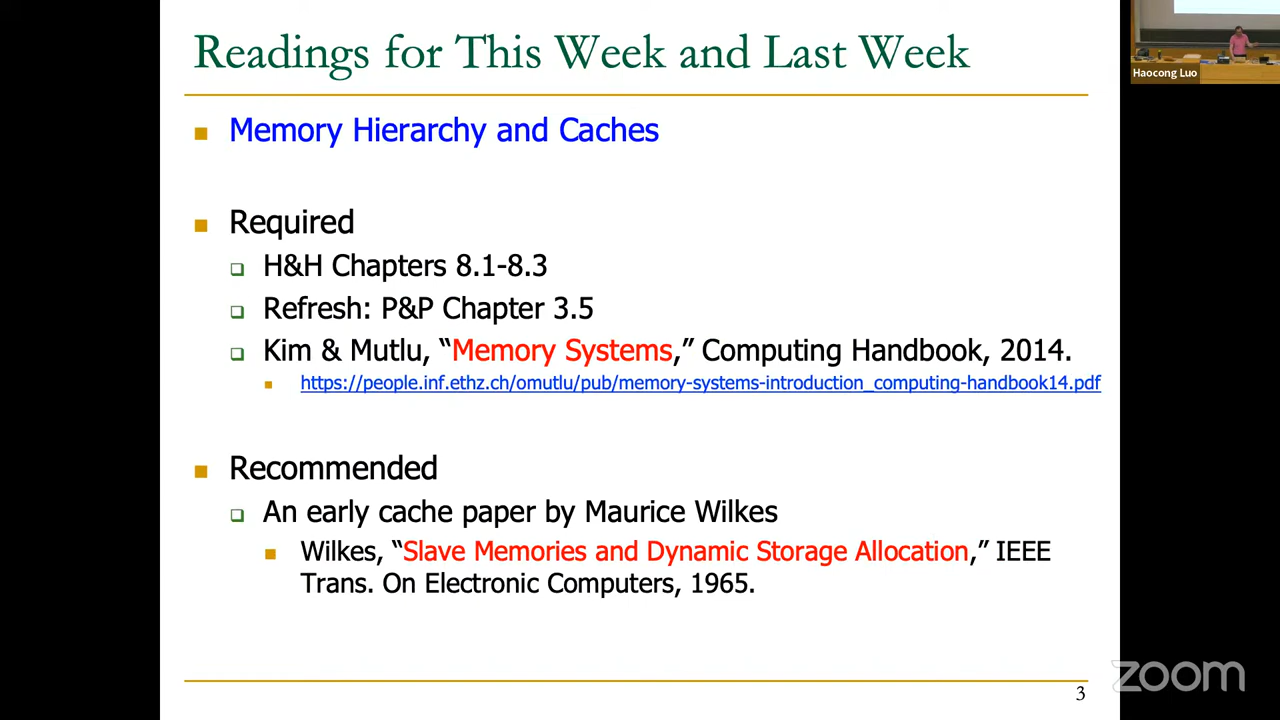 Readings for This Week and Last Week
Haocong Luo
Memory Hierarchy and Caches
Required
H&H Chapters 8.1-8.3
Refresh: P&P Chapter 3.5
Kim & Mutlu, “Memory Systems,” Computing Handbook, 2014.
https://people.inf.ethz.ch/omutlu/pub/memory-systems-introduction_computing-handbook14.pdf
Recommended
An early cache paper by Maurice Wilkes
Wilkes, “Slave Memories and Dynamic Storage Allocation,” IEEE
Trans. On Electronic Computers, 1965.
3
zoom